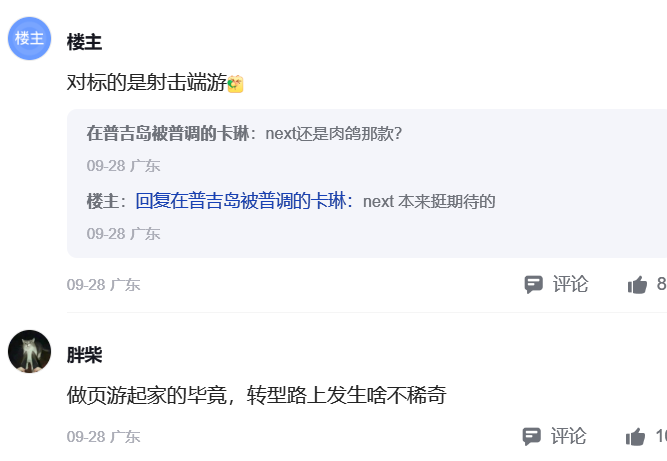 楼主
楼主
对标的是射击端游
在普吉岛被普调的卡琳：next还是肉鸽那款？
09-28 广东
楼主：回复在普吉岛被普调的卡琳：next 本来挺期待的
09-28 广东
09-28 广东 评论 8
胖柴
做页游起家的毕竟，转型路上发生啥不稀奇
09-28 广东 评论 10